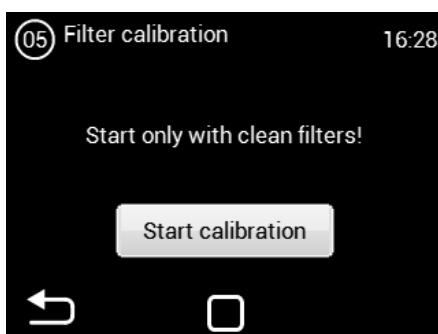 05 Filter calibration 16:28
Start only with clean filters!
Start calibration